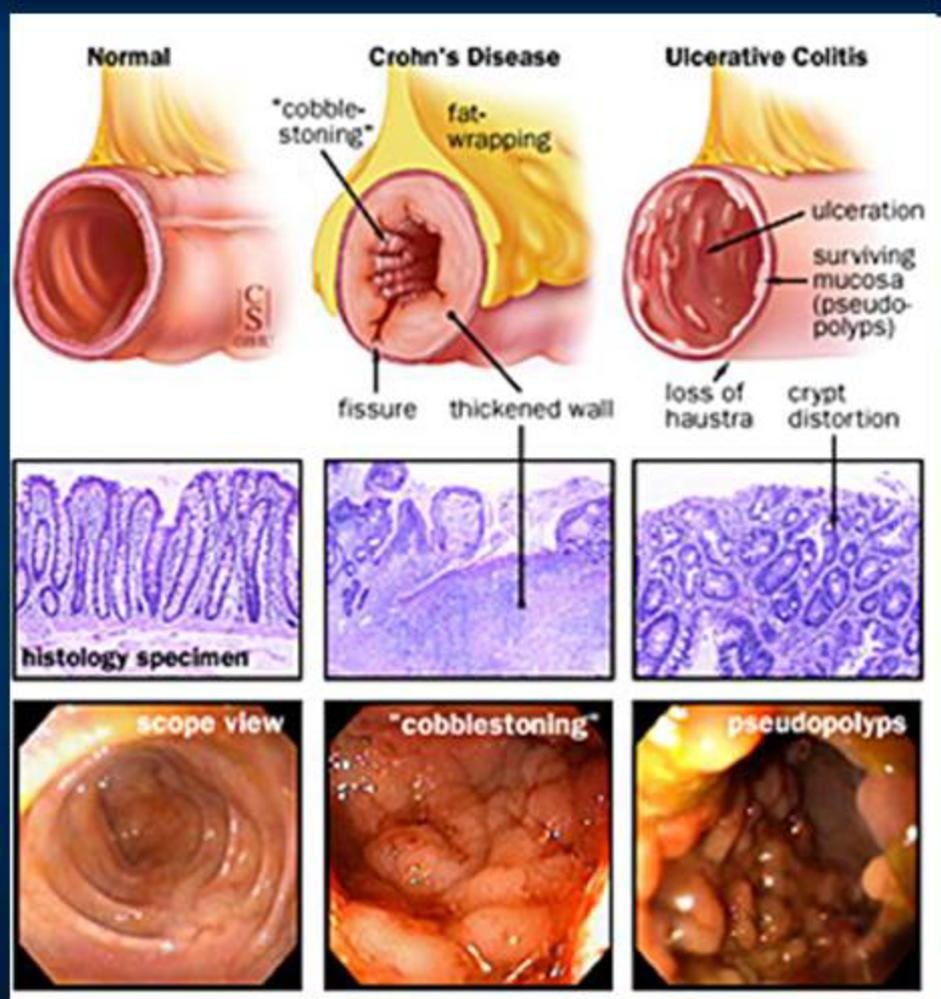 Normal
Crohn's Disease
Ulcerative Colitis
"cobble-
stoning"
fat-
wrapping
ulceration
surviving
mucosa
(pseudo-
polyps)
C
S
fissure
thickened wall
loss of
haustra
crypt
distortion
histology specimen
scope view
"cobblestoning"
pseudopolyps